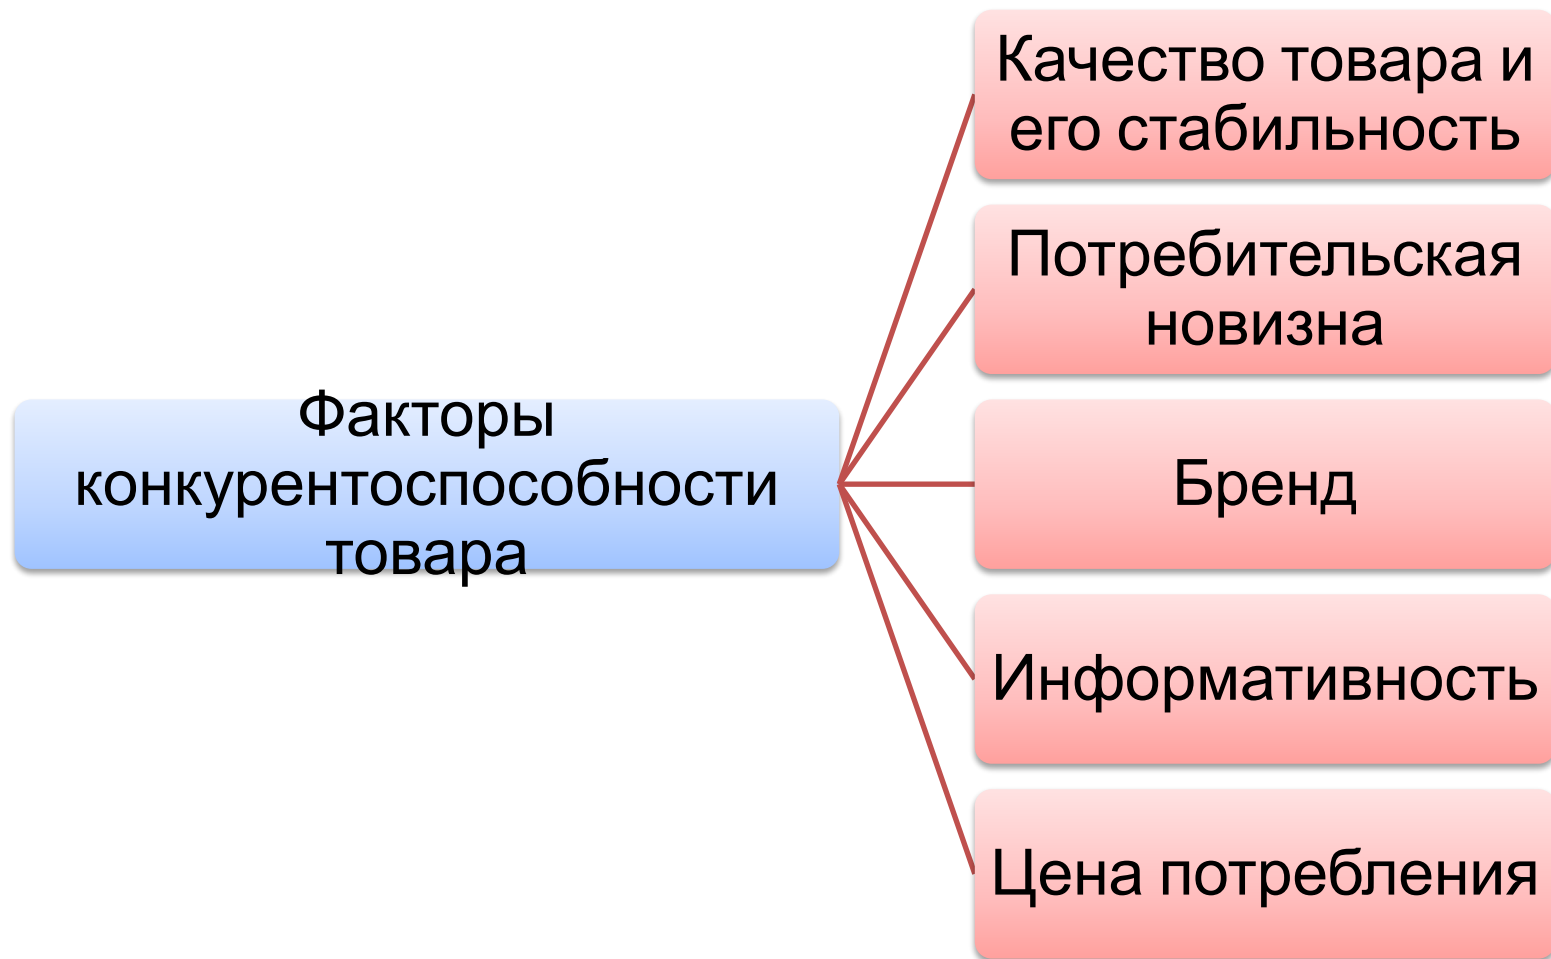 Качество товара и
его стабильность
Потребительская
новизна
Факторы
конкурентоспособности
товара
Бренд
Информативность
Цена потребления